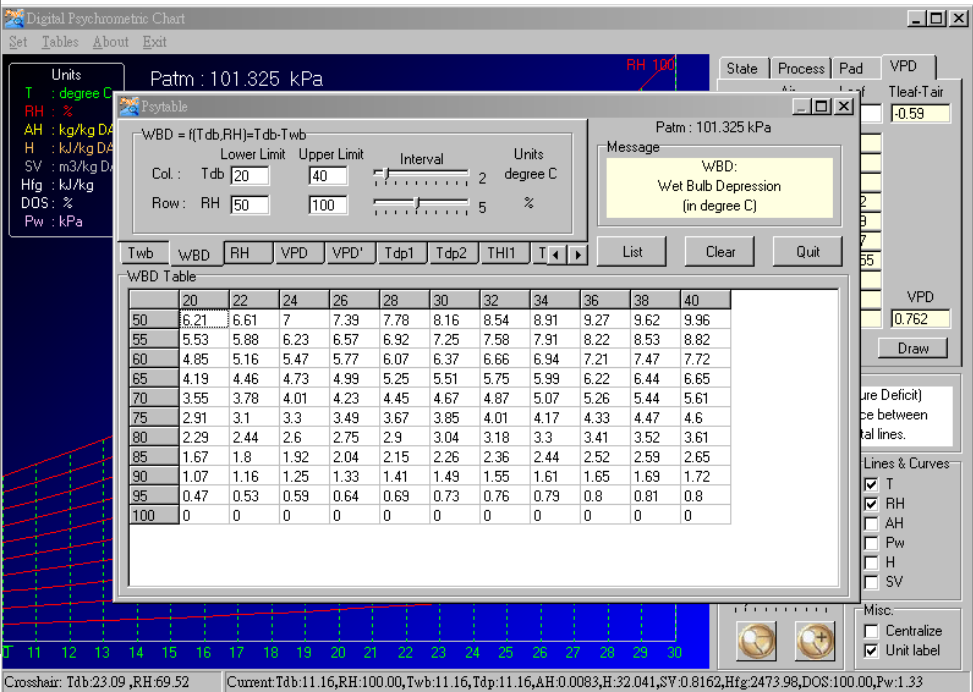 Digital Psychrometric Chart
Set Tables About Exit
Units
T : degree C
RH : %
AH : kg/kg DA
H : kJ/kg DA
SV : m3/kg DA
Hfg : kJ/kg
DOS : %
Pw : kPa
Patm : 101.325 kPa
RH 100
State Process Pad VPD
Tleaf-Tair
-0.59
VPD
0.762
Draw
Psytable
WBD = f(Tdb,RH)=Tdb-Twb
Lower Limit Upper Limit Interval Units
Col. : Tdb 20 40 2 degree C
Row : RH 50 100 5 %
Patm : 101.325 kPa
Message
WBD:
Wet Bulb Depression
(in degree C)
Twb WBD RH VPD VPD' Tdp1 Tdp2 THI1 T
List Clear Quit
WBD Table
20 22 24 26 28 30 32 34 36 38 40
50 6.21 6.61 7 7.39 7.78 8.16 8.54 8.91 9.27 9.62 9.96
55 5.53 5.88 6.23 6.57 6.92 7.25 7.58 7.91 8.22 8.53 8.82
60 4.85 5.16 5.47 5.77 6.07 6.37 6.66 6.94 7.21 7.47 7.72
65 4.19 4.46 4.73 4.99 5.25 5.51 5.75 5.99 6.22 6.44 6.65
70 3.55 3.78 4.01 4.23 4.45 4.67 4.87 5.07 5.26 5.44 5.61
75 2.91 3.1 3.3 3.49 3.67 3.85 4.01 4.17 4.33 4.47 4.6
80 2.29 2.44 2.6 2.75 2.9 3.04 3.18 3.3 3.41 3.52 3.61
85 1.67 1.8 1.92 2.04 2.15 2.26 2.36 2.44 2.52 2.59 2.65
90 1.07 1.16 1.25 1.33 1.41 1.49 1.55 1.61 1.65 1.69 1.72
95 0.47 0.53 0.59 0.64 0.69 0.73 0.76 0.79 0.8 0.81 0.8
100 0 0 0 0 0 0 0 0 0 0 0
Deficit)
between
lines.
Lines & Curves
T
RH
AH
Pw
H
SV
Misc.
Centralize
Unit label
T 11 12 13 14 15 16 17 18 19 20 21 22 23 24 25 26 27 28 29 30
Crosshair: Tdb:23.09 ,RH:69.52
Current:Tdb:11.16,RH:100.00,Twb:11.16,Tdp:11.16,AH:0.0083,H:32.041,SV:0.8162,Hfg:2473.98,DOS:100.00,Pw:1.33